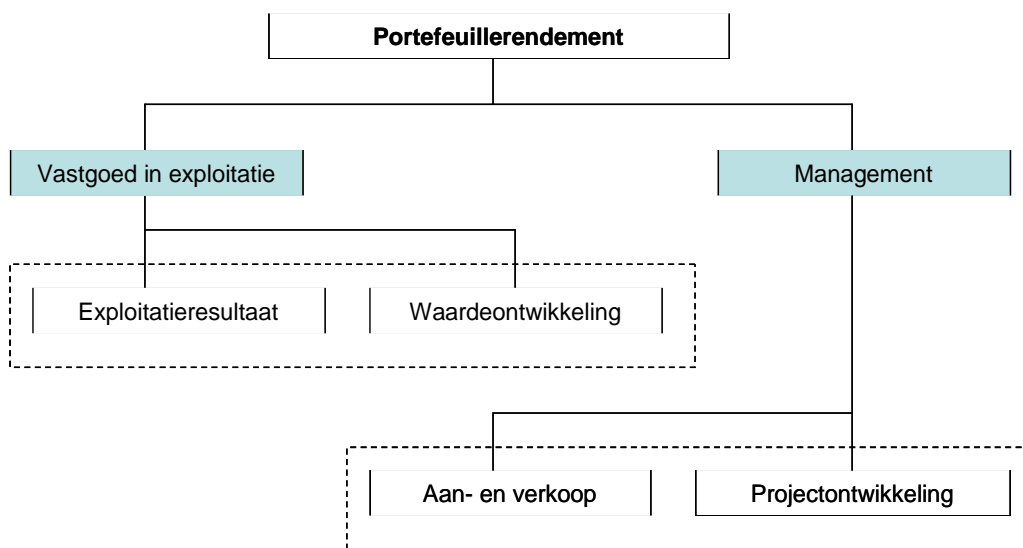 Portefeuillerendement
Vastgoed in exploitatie
Management
Exploitatieresultaat
Waardeontwikkeling
Aan- en verkoop
Projectontwikkeling